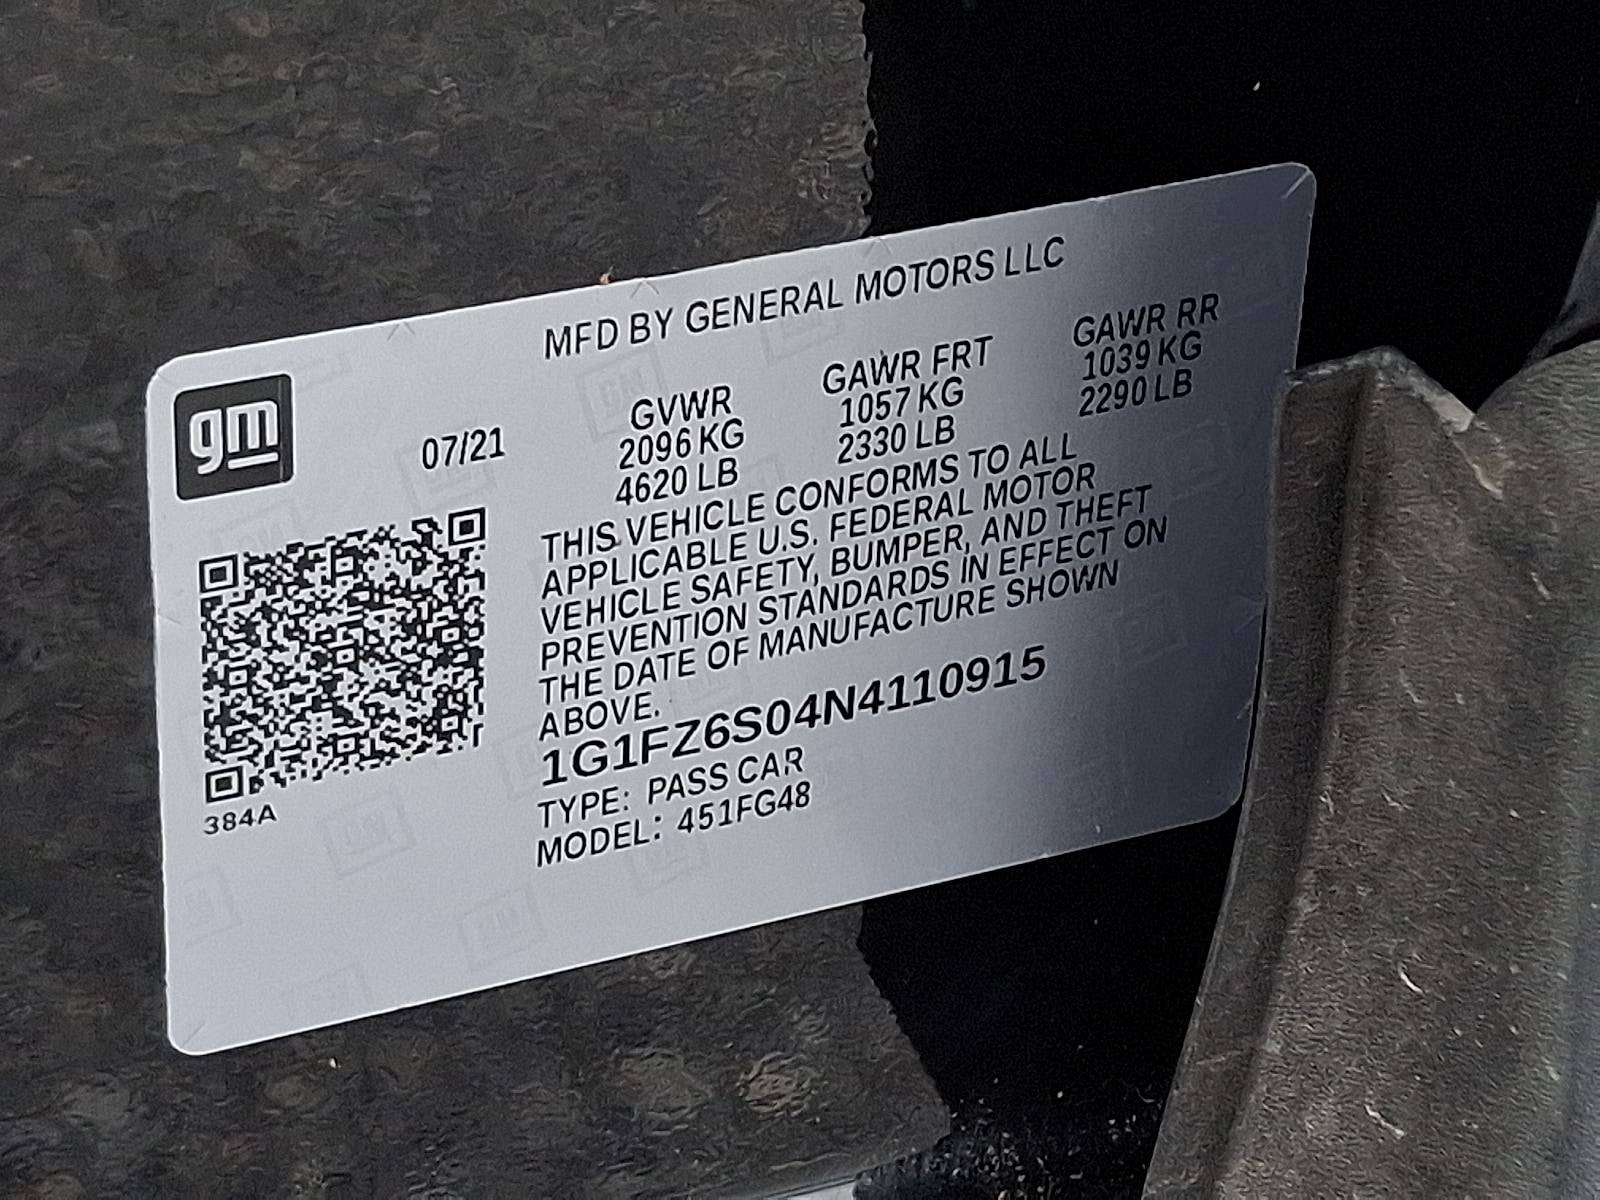 MFD BY GENERAL MOTORS LLC
gm
07/21
GVWR
2096 KG
4620 LB
GAWR FRT
1057 KG
2330 LB
GAWR RR
1039 KG
2290 LB
THIS VEHICLE CONFORMS TO ALL
APPLICABLE U.S. FEDERAL MOTOR
VEHICLE SAFETY, BUMPER, AND THEFT
PREVENTION STANDARDS IN EFFECT ON
THE DATE OF MANUFACTURE SHOWN
ABOVE.
1G1FZ6S04N4110915
TYPE: PASS CAR
MODEL: 451FG48
384A